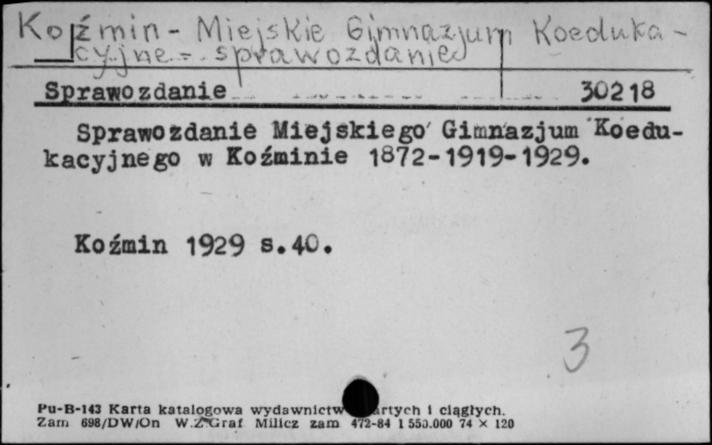 Koźmin - Miejskie Gimnazjum Koeduka-
cyjne - sprawozdanie
Sprawozdanie 30218
Sprawozdanie Miejskiego Gimnazjum Koedu-
kacyjnego w Koźminie 1872-1919-1929.
Koźmin 1929 s.40.
3
Pu-B-143 Karta katalogowa wydawnictw artych i ciągłych.
Zam 698/DW/On W.Z.Graf Milicz zam 472-84 1 550.000 74 × 120